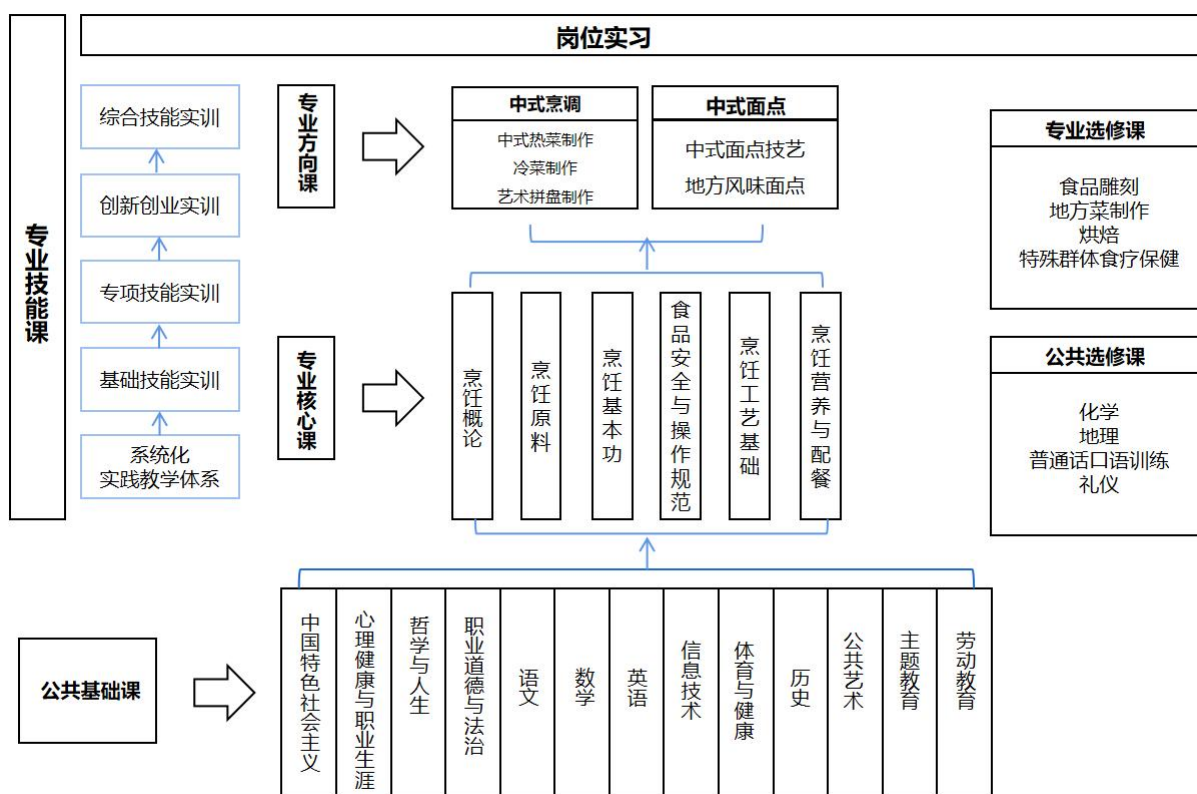 岗位实习
专业技能课
综合技能实训
创新创业实训
专项技能实训
基础技能实训
系统化
实践教学体系
专业方向课
中式烹调
中式热菜制作
冷菜制作
艺术拼盘制作
中式面点
中式面点技艺
地方风味面点
专业选修课
食品雕刻
地方菜制作
烘焙
特殊群体食疗保健
专业核心课
烹饪概论
烹饪原料
烹饪基本功
食品安全与操作规范
烹饪工艺基础
烹饪营养与配餐
公共选修课
化学
地理
普通话口语训练
礼仪
公共基础课
中国特色社会主义
心理健康与职业生涯
哲学与人生
职业道德与法治
语文
数学
英语
信息技术
体育与健康
历史
公共艺术
主题教育
劳动教育